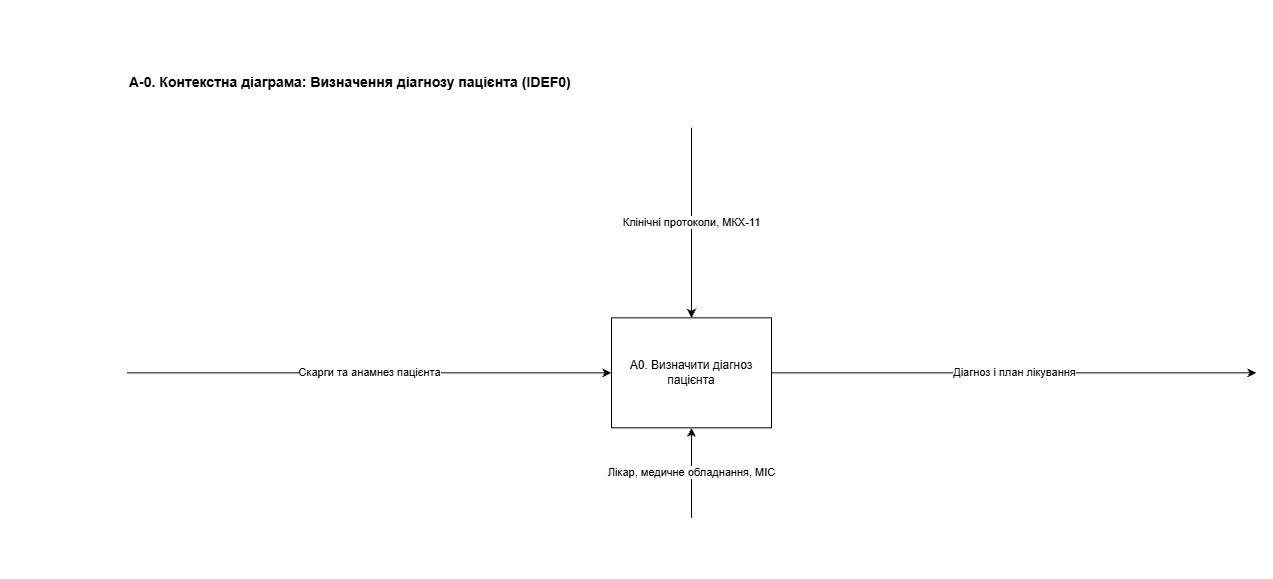 А-0. Контекстна діаграма: Визначення діагнозу пацієнта (IDEF0)
Клінічні протоколи, МКХ-11
А0. Визначити діагноз
пацієнта
Скарги та анамнез пацієнта
Діагноз і план лікування
Лікар, медичне обладнання, МІС